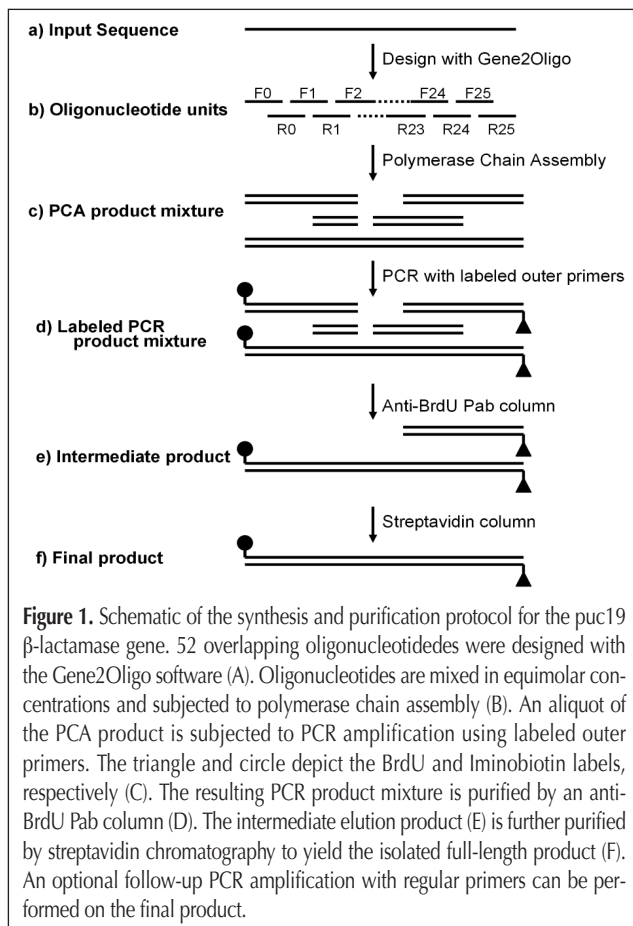 a) Input Sequence
Design with Gene2Oligo
F0 F1 F2 F24 F25
b) Oligonucleotide units
R0 R1 R23 R24 R25
Polymerase Chain Assembly
c) PCA product mixture
PCR with labeled outer primers
d) Labeled PCR
product mixture
Anti-BrdU Pab column
e) Intermediate product
Streptavidin column
f) Final product
Figure 1. Schematic of the synthesis and purification protocol for the puc19
β-lactamase gene. 52 overlapping oligonucleotidedes were designed with
the Gene2Oligo software (A). Oligonucleotides are mixed in equimolar con-
centrations and subjected to polymerase chain assembly (B). An aliquot of
the PCA product is subjected to PCR amplification using labeled outer
primers. The triangle and circle depict the BrdU and Iminobiotin labels,
respectively (C). The resulting PCR product mixture is purified by an anti-
BrdU Pab column (D). The intermediate elution product (E) is further purified
by streptavidin chromatography to yield the isolated full-length product (F).
An optional follow-up PCR amplification with regular primers can be per-
formed on the final product.